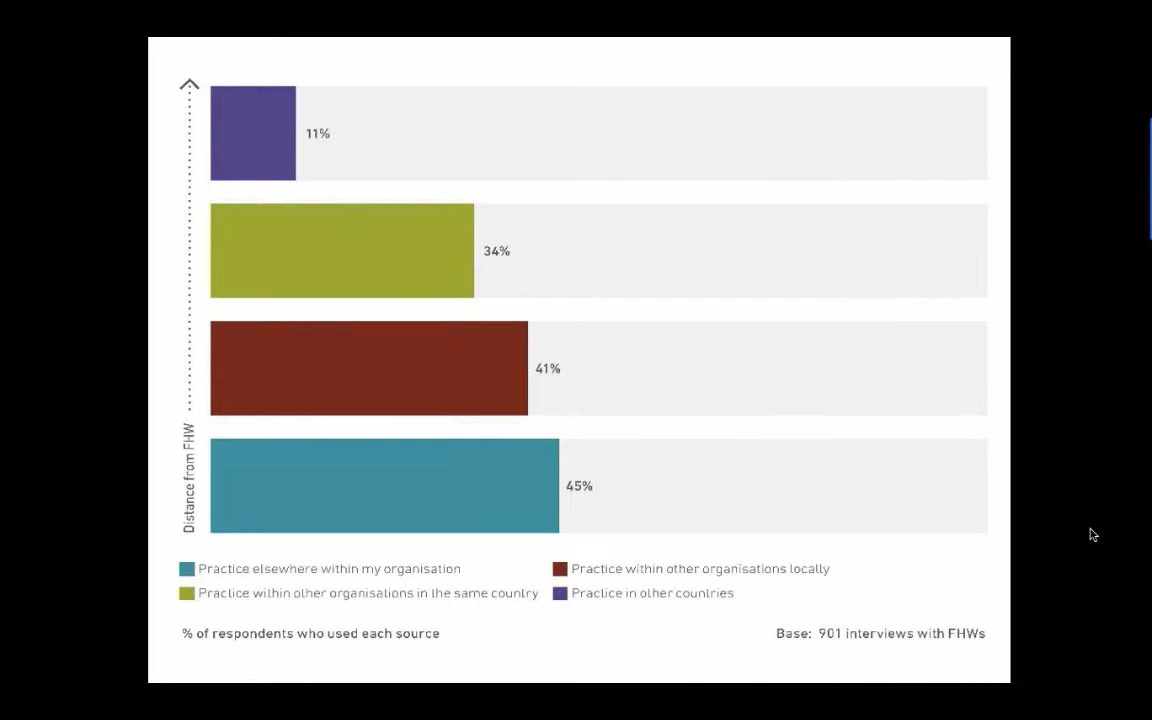 11%
34%
41%
45%
Distance from FHW
Practice elsewhere within my organisation
Practice within other organisations locally
Practice within other organisations in the same country
Practice in other countries
% of respondents who used each source
Base: 901 interviews with FHWs